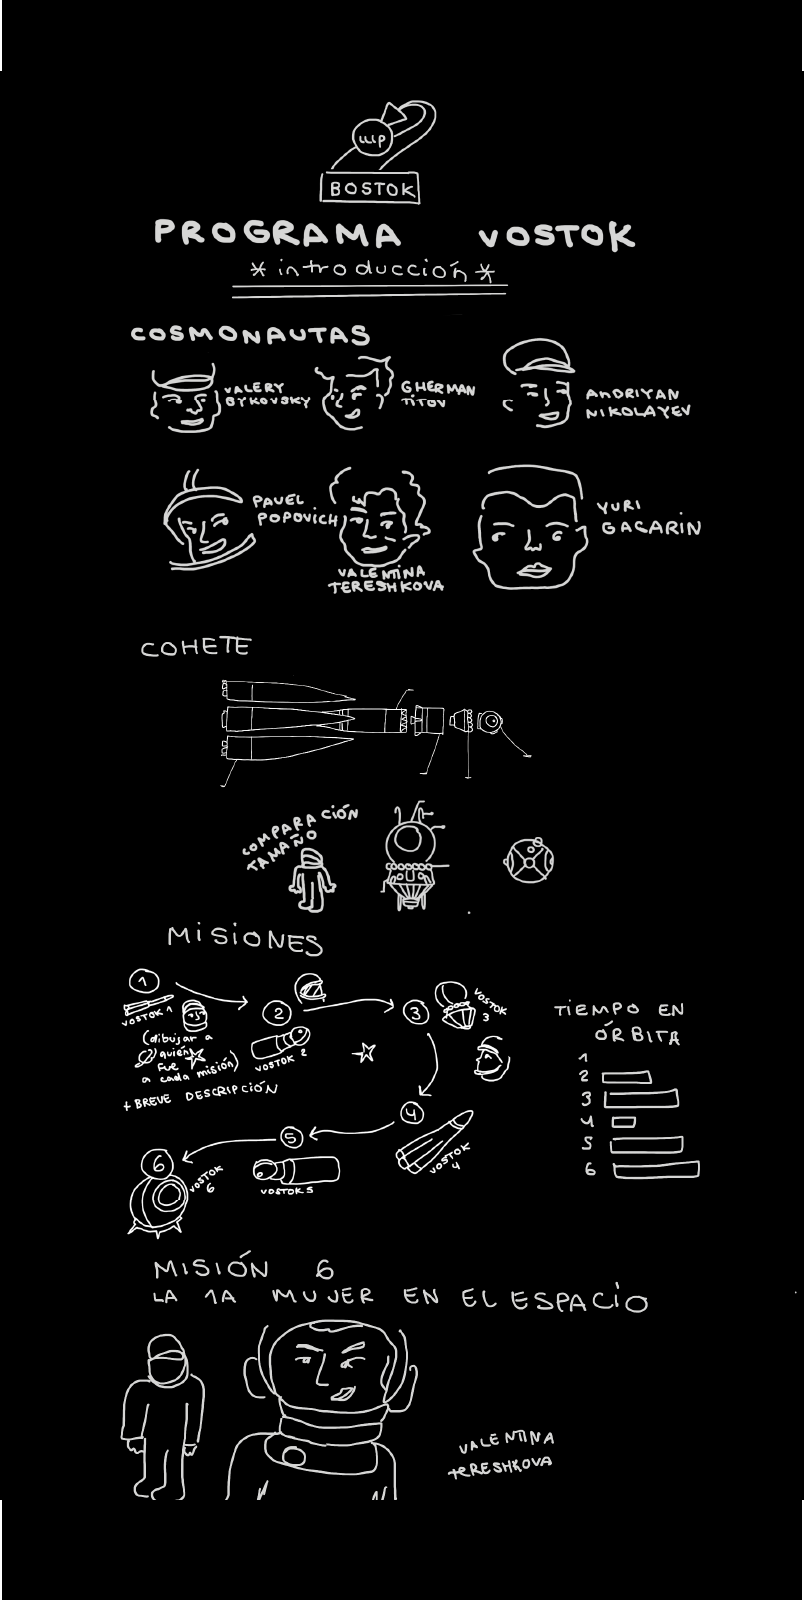 ШР
BOSTOK
PROGRAMA VOSTOK
* introducción *
COSMONAUTAS
VALERY
BYKOVSKY
GHERMAN
TITOV
ANDRIYAN
NIKOLAYEV
PAVEL
POPOVICH
VALENTINA
TERESHKOVA
YURI
GAGARIN
COHETE
COMPARACIÓN
TAMAÑO
MISIONES
1
VOSTOK 1
(dibujar a
quién
fue
a cada misión)
+ BREVE DESCRIPCIÓN
2
VOSTOK 2
3
VOSTOK
3
4
VOSTOK
4
5
VOSTOK 5
6
VOSTOK
6
TIEMPO EN
ÓRBITA
1
2
3
4
5
6
MISIÓN 6
LA 1A MUJER EN EL ESPACIO
VALENTINA
tERESHKOVA